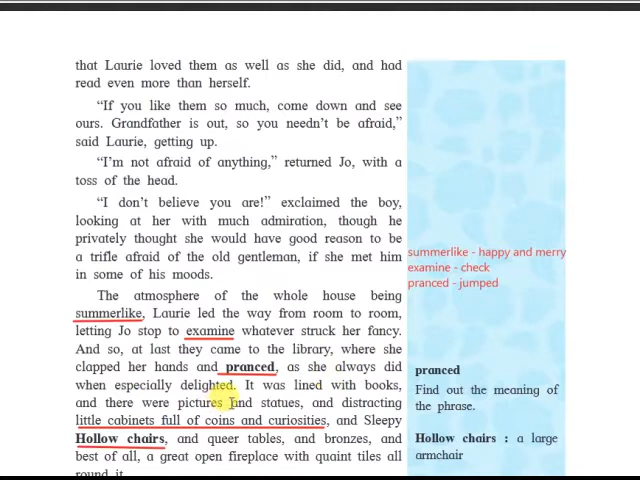 that Laurie loved them as well as she did, and had
read even more than herself.
“If you like them so much, come down and see
ours. Grandfather is out, so you needn’t be afraid,”
said Laurie, getting up.
“I’m not afraid of anything,” returned Jo, with a
toss of the head.
“I don’t believe you are!” exclaimed the boy,
looking at her with much admiration, though he
privately thought she would have good reason to be
a trifle afraid of the old gentleman, if she met him
in some of his moods.
The atmosphere of the whole house being
summerlike, Laurie led the way from room to room,
letting Jo stop to examine whatever struck her fancy.
And so, at last they came to the library, where she
clapped her hands and pranced, as she always did
when especially delighted. It was lined with books,
and there were pictures and statues, and distracting
little cabinets full of coins and curiosities, and Sleepy
Hollow chairs, and queer tables, and bronzes, and
best of all, a great open fireplace with quaint tiles all
round it.
summerlike - happy and merry
examine - check
pranced - jumped
pranced
Find out the meaning of
the phrase.
Hollow chairs : a large
armchair